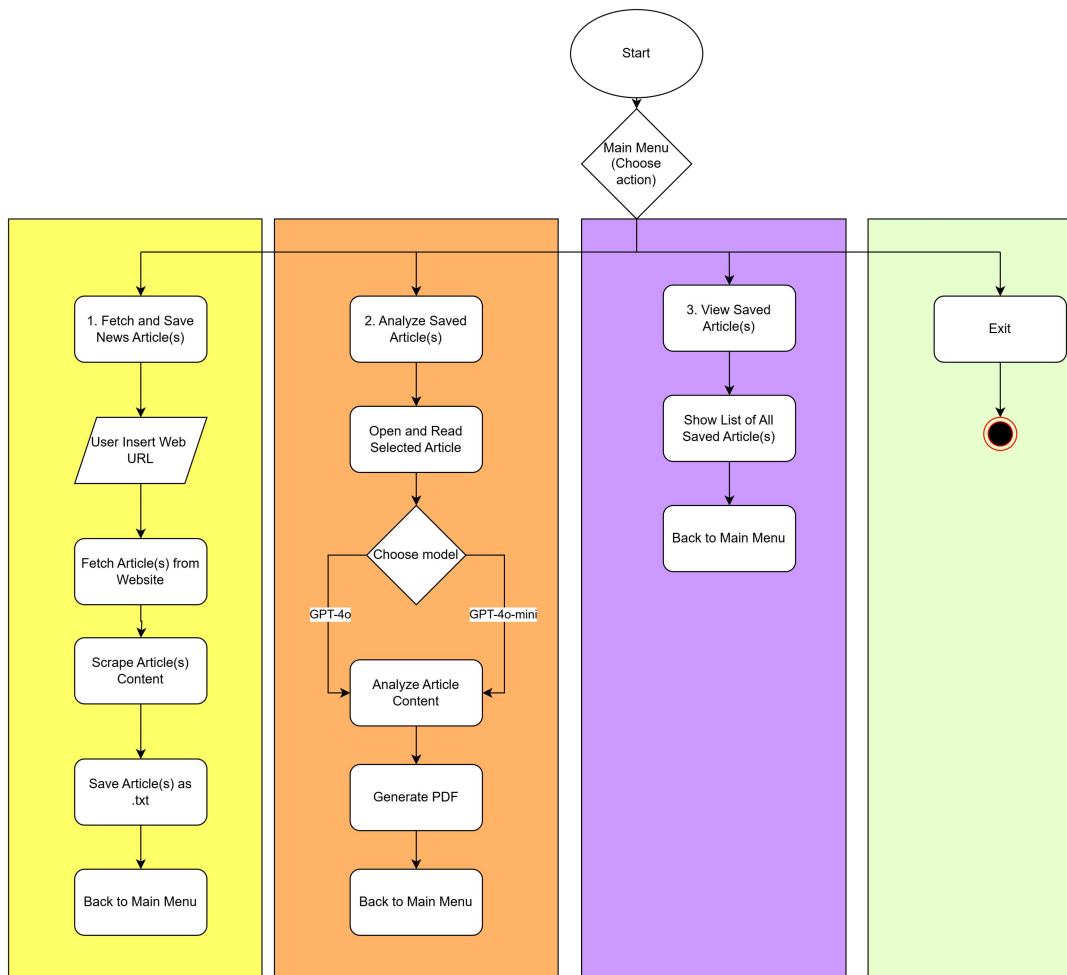 Start
Main Menu
(Choose
action)
1. Fetch and Save
News Article(s)
User Insert Web
URL
Fetch Article(s) from
Website
Scrape Article(s)
Content
Save Article(s) as
.txt
Back to Main Menu
2. Analyze Saved
Article(s)
Open and Read
Selected Article
Choose model
GPT-4o
GPT-4o-mini
Analyze Article
Content
Generate PDF
Back to Main Menu
3. View Saved
Article(s)
Show List of All
Saved Article(s)
Back to Main Menu
Exit